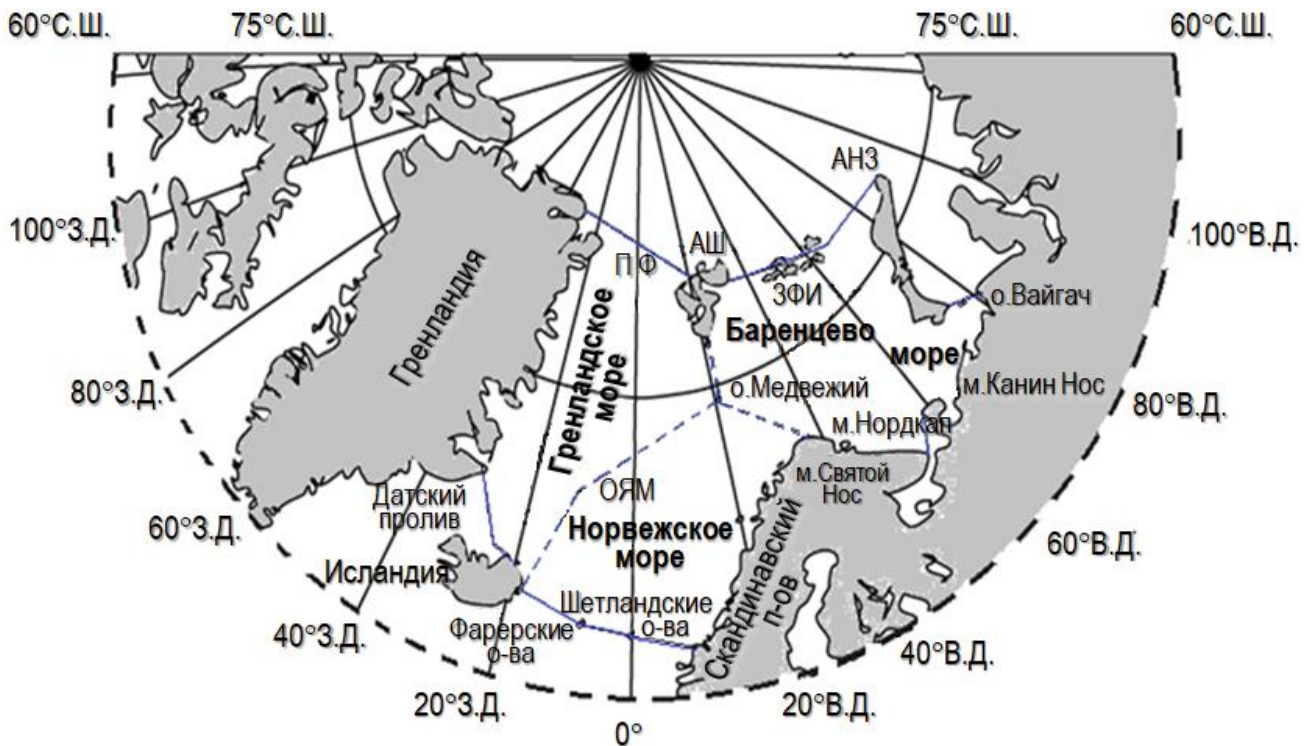 60°С.Ш.
75°С.Ш.
75°С.Ш.
60°С.Ш.
АНЗ
100°З.Д.
100°В.Д.
АШ
П Ф
ЗФИ
о.Вайгач
Гренландия
Гренландское
море
Баренцево
море
80°З.Д.
о.Медвежий
м.Канин Нос
80°В.Д.
м.Нордкап
м.Святой
Нос
Датский
пролив
ОЯМ
60°З.Д.
Норвежское
море
60°В.Д.
Исландия
Шетландские
о-ва
Фарерские
о-ва
Скандинавский
п-ов
40°З.Д.
40°В.Д.
20°З.Д.
20°В.Д.
0°